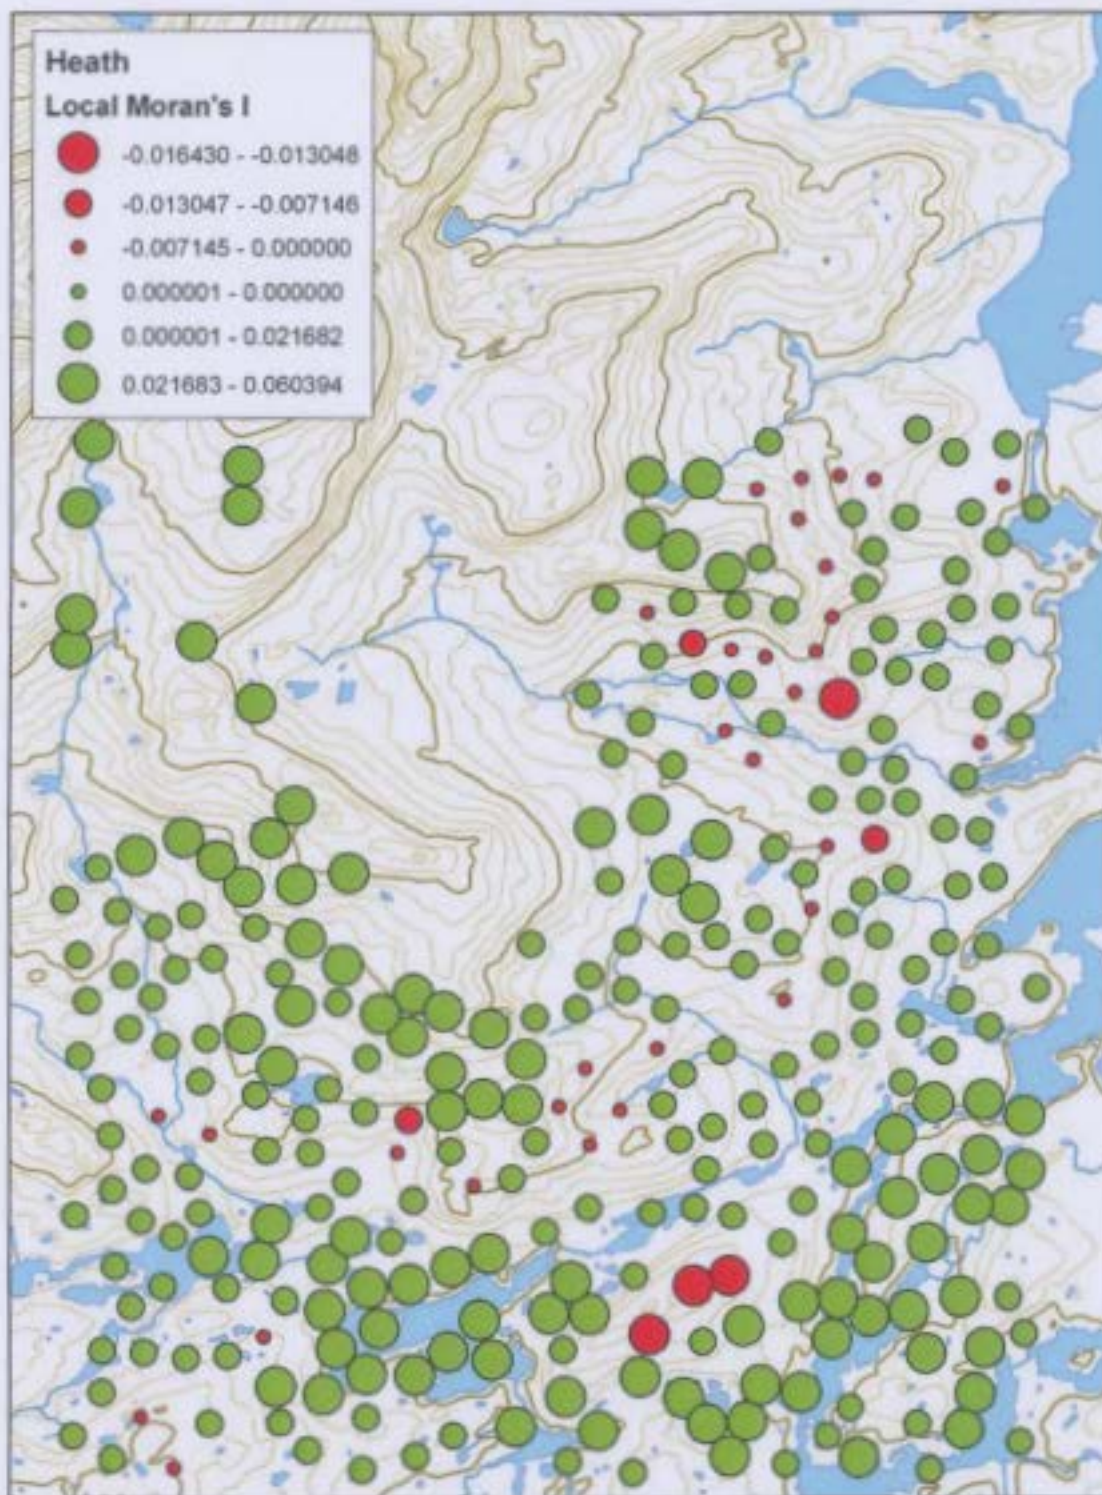 Heath
Local Moran's I
-0.016430 - -0.013048
-0.013047 - -0.007146
-0.007145 - 0.000000
0.000001 - 0.000000
0.000001 - 0.021682
0.021683 - 0.060394